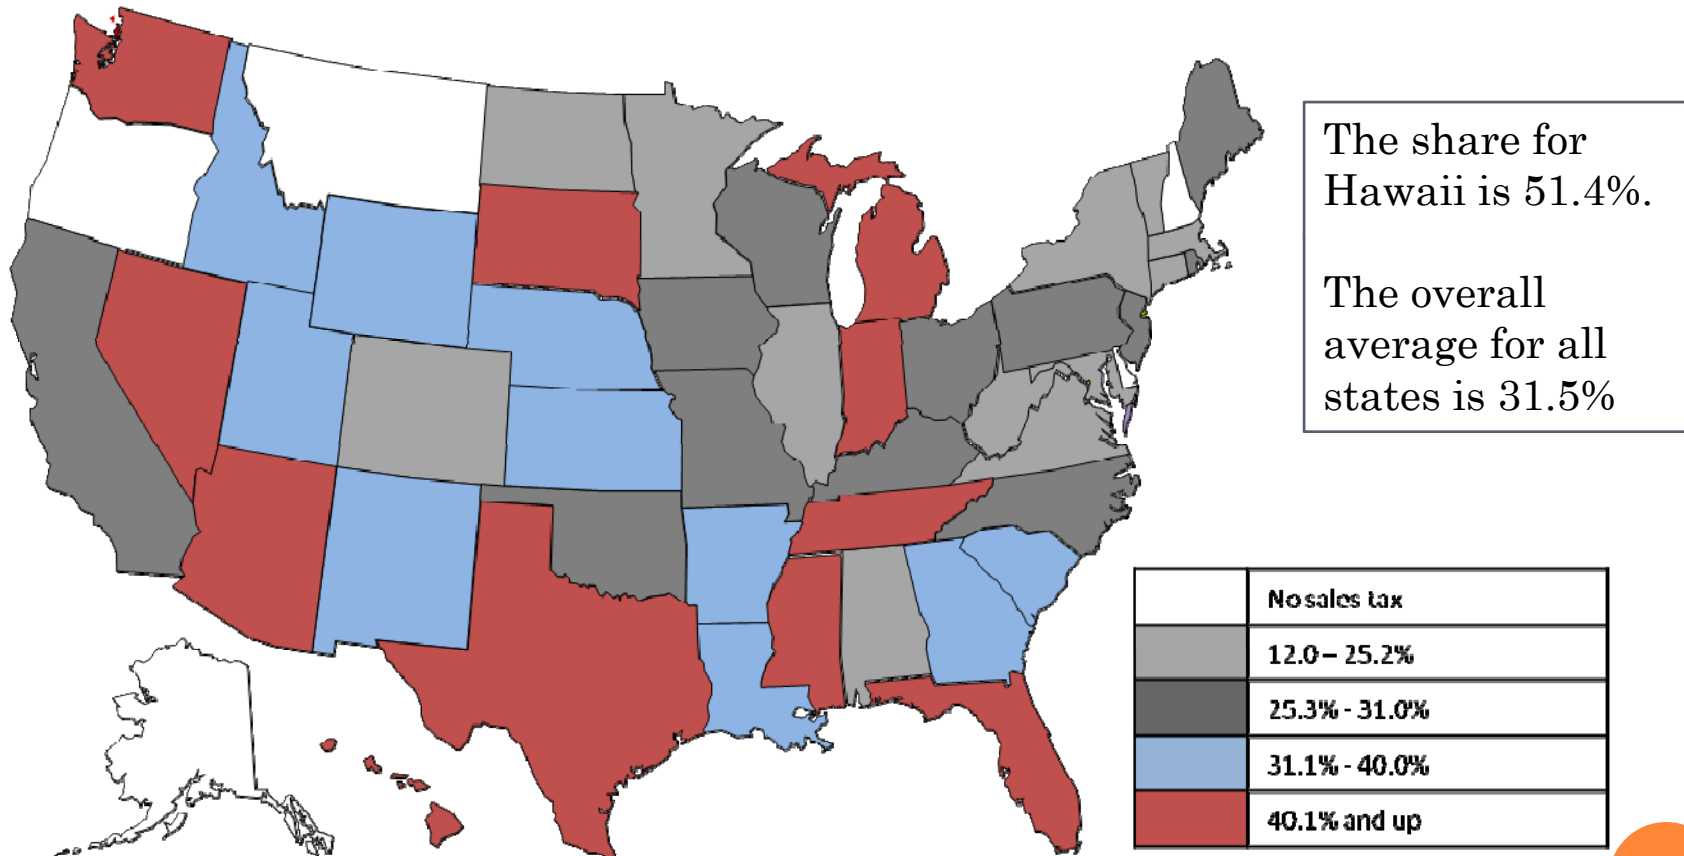 The share for
Hawaii is 51.4%.
The overall
average for all
states is 31.5%
No sales tax
12.0 – 25.2%
25.3% - 31.0%
31.1% - 40.0%
40.1% and up